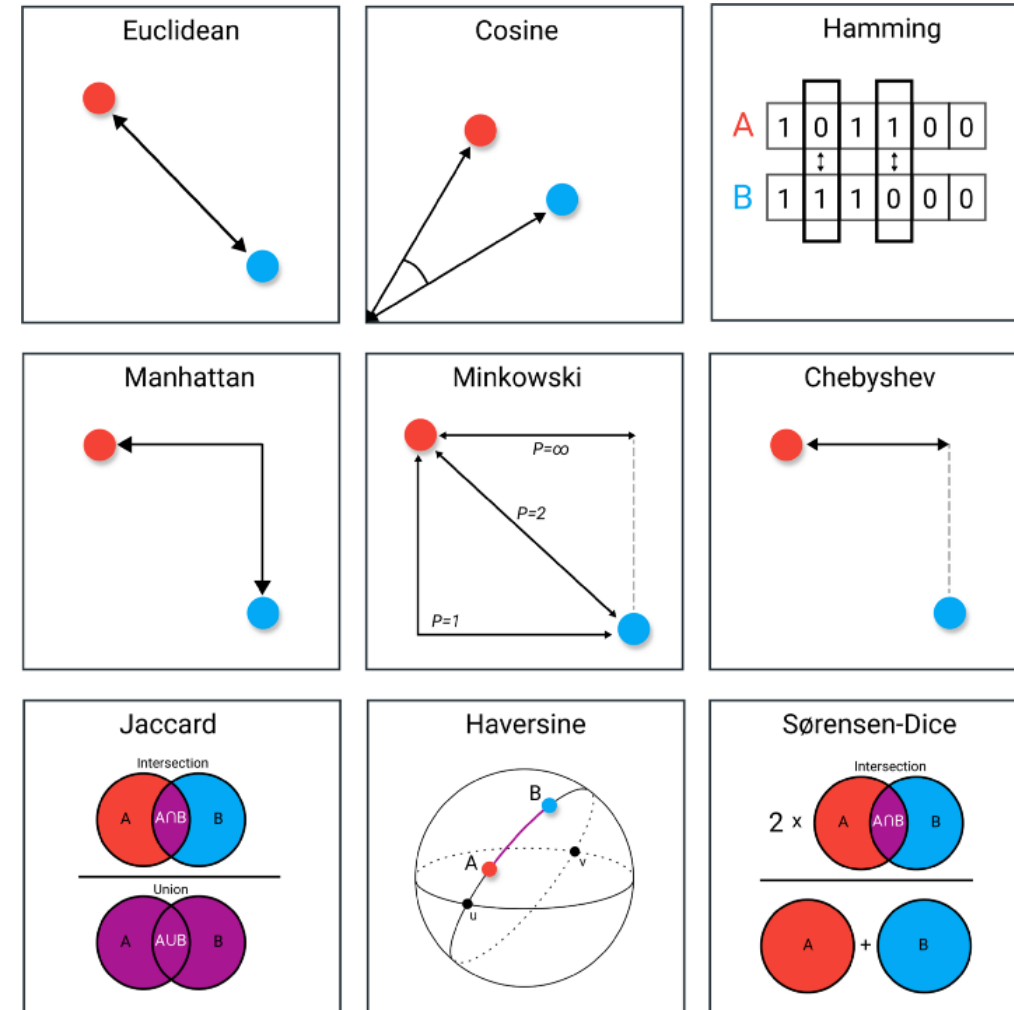 Euclidean
Cosine
Hamming
A 1 0 1 1 0 0
B 1 1 1 0 0 0
Manhattan
Minkowski
P=∞
P=2
P=1
Chebyshev
Jaccard
Intersection
A A∩B B
Union
A A∪B B
Haversine
B
A
v
u
Sørensen-Dice
Intersection
2 x A A∩B B
A + B